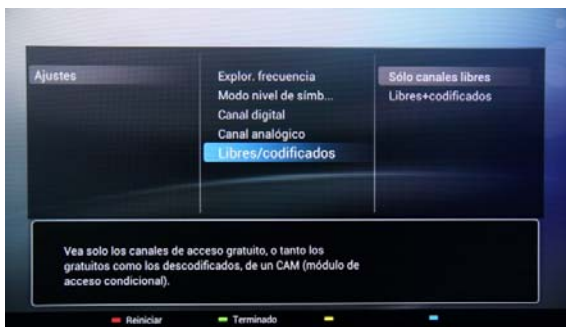 Ajustes
Explor. frecuencia
Modo nivel de símb...
Canal digital
Canal analógico
Libres/codificados
Sólo canales libres
Libres+codificados
Vea solo los canales de acceso gratuito, o tanto los
gratuitos como los descodificados, de un CAM (módulo de
acceso condicional).
Reiniciar
Terminado